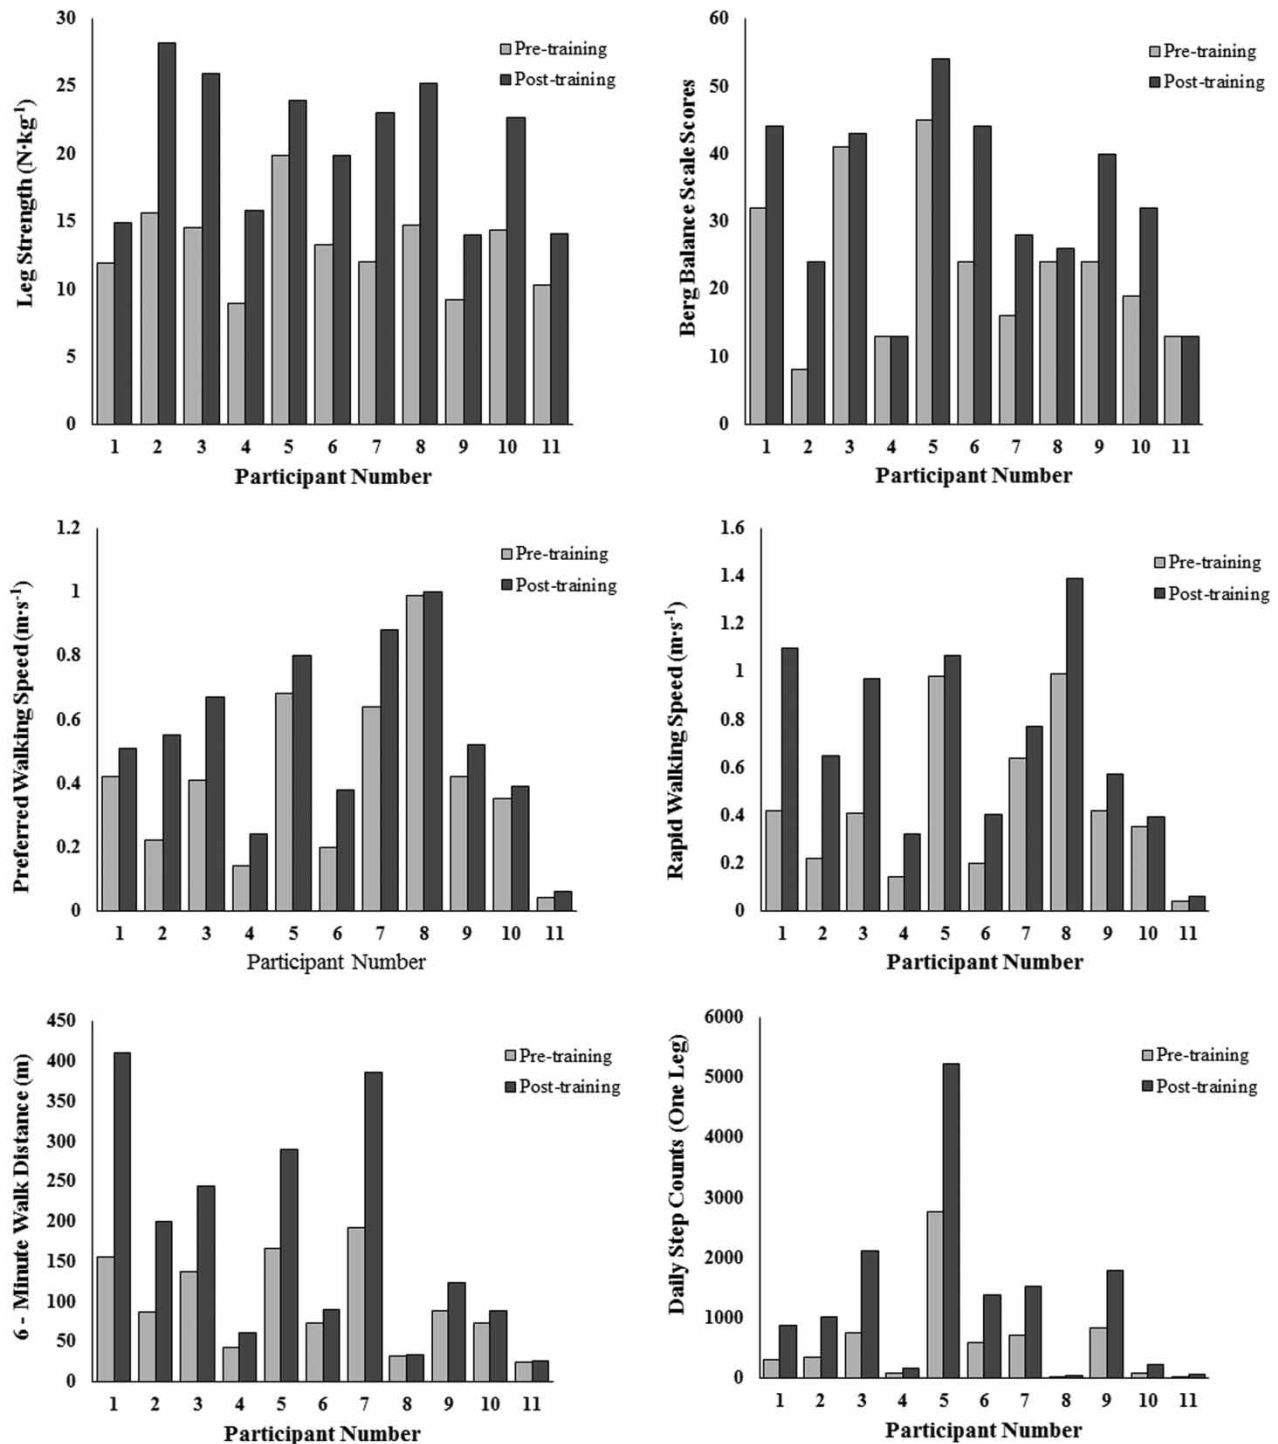 30
25
20
15
10
5
0
Leg Strength (N·kg-1)
Pre-training
Post-training
1 2 3 4 5 6 7 8 9 10 11
Participant Number
60
50
40
30
20
10
0
Berg Balance Scale Scores
Pre-training
Post-training
1 2 3 4 5 6 7 8 9 10 11
Participant Number
1.2
1
0.8
0.6
0.4
0.2
0
Preferred Walking Speed (m·s-1)
Pre-training
Post-training
1 2 3 4 5 6 7 8 9 10 11
Participant Number
1.6
1.4
1.2
1
0.8
0.6
0.4
0.2
0
Rapid Walking Speed (m·s-1)
Pre-training
Post-training
1 2 3 4 5 6 7 8 9 10 11
Participant Number
450
400
350
300
250
200
150
100
50
0
6 - Minute Walk Distance (m)
Pre-training
Post-training
1 2 3 4 5 6 7 8 9 10 11
Participant Number
6000
5000
4000
3000
2000
1000
0
Daily Step Counts (One Leg)
Pre-training
Post-training
1 2 3 4 5 6 7 8 9 10 11
Participant Number